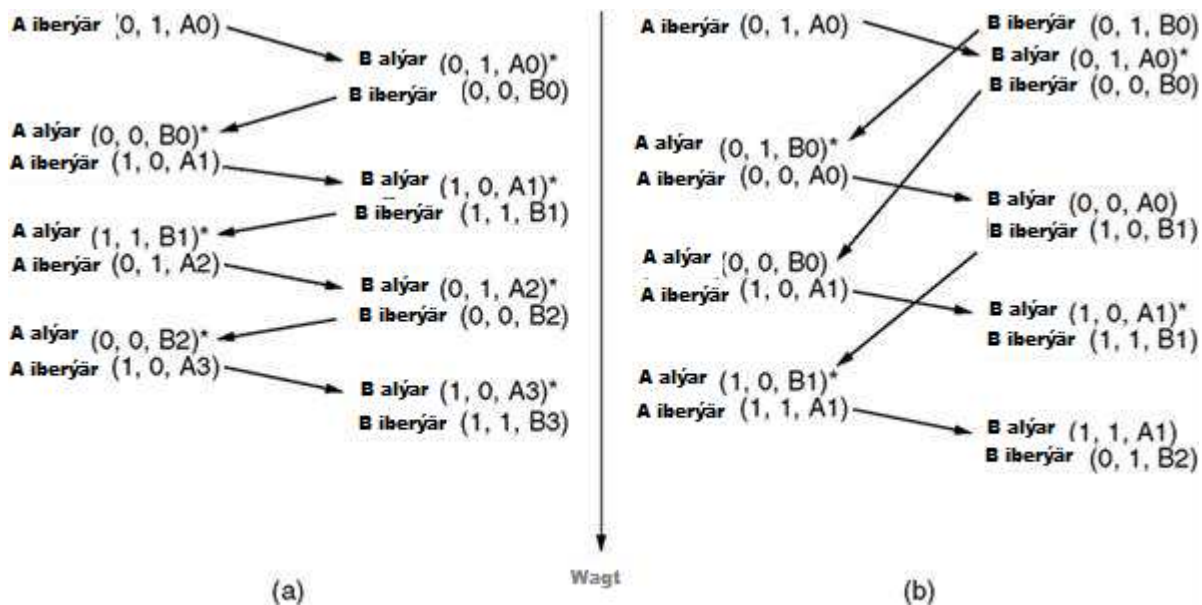 A iberýär (0, 1, A0)
B alýar (0, 1, A0)*
B iberýär (0, 0, B0)
A alýar (0, 0, B0)*
A iberýär (1, 0, A1)
B alýar (1, 0, A1)*
B iberýär (1, 1, B1)
A alýar (1, 1, B1)*
A iberýär (0, 1, A2)
B alýar (0, 1, A2)*
B iberýär (0, 0, B2)
A alýar (0, 0, B2)*
A iberýär (1, 0, A3)
B alýar (1, 0, A3)*
B iberýär (1, 1, B3)
(a)
Wagt
A iberýär (0, 1, A0)
B iberýär (0, 1, B0)
B alýar (0, 1, A0)*
B iberýär (0, 0, B0)
A alýar (0, 1, B0)*
A iberýär (0, 0, A0)
B alýar (0, 0, A0)
B iberýär (1, 0, B1)
A alýar (0, 0, B0)
A iberýär (1, 0, A1)
B alýar (1, 0, A1)*
B iberýär (1, 1, B1)
A alýar (1, 0, B1)*
A iberýär (1, 1, A1)
B alýar (1, 1, A1)
B iberýär (0, 1, B2)
(b)